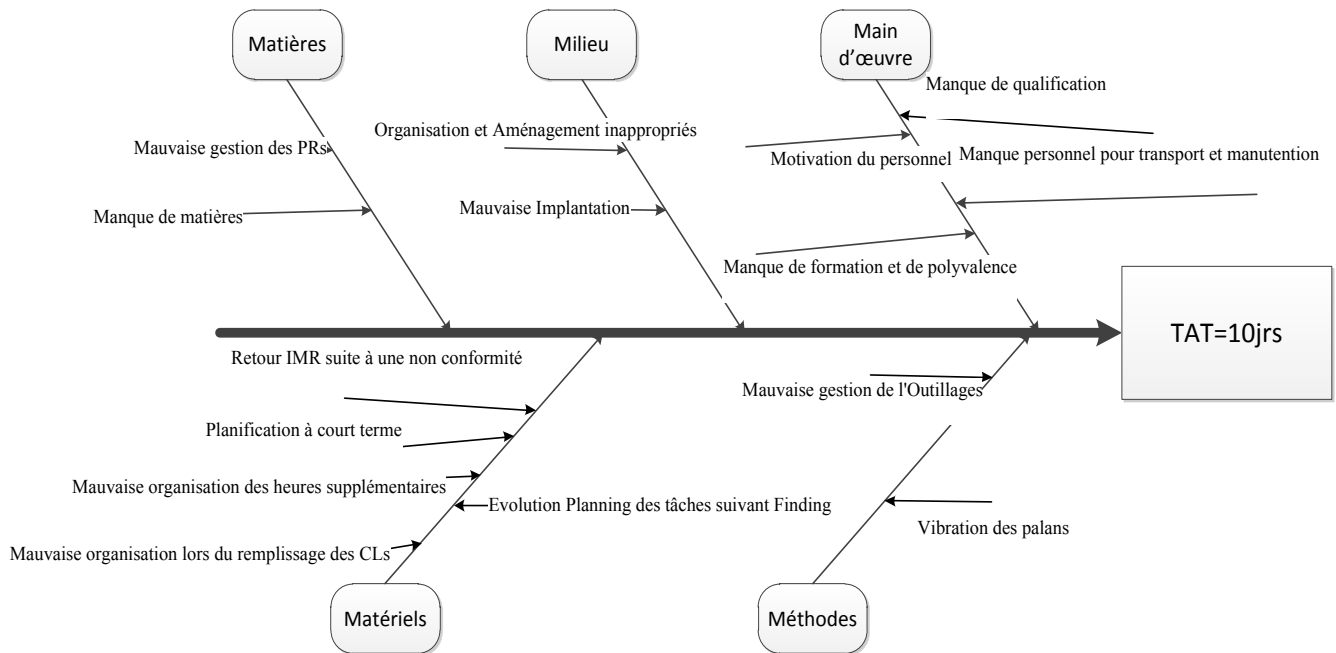 Matières
Milieu
Main
d'œuvre
Manque de qualification
Organisation et Aménagement inappropriés
Mauvaise gestion des PRs
Motivation du personnel
Manque personnel pour transport et manutention
Manque de matières
Mauvaise Implantation
Manque de formation et de polyvalence
TAT=10jrs
Retour IMR suite à une non conformité
Mauvaise gestion de l'Outillages
Planification à court terme
Mauvaise organisation des heures supplémentaires
Evolution Planning des tâches suivant Finding
Vibration des palans
Mauvaise organisation lors du remplissage des CLs
Matériels
Méthodes